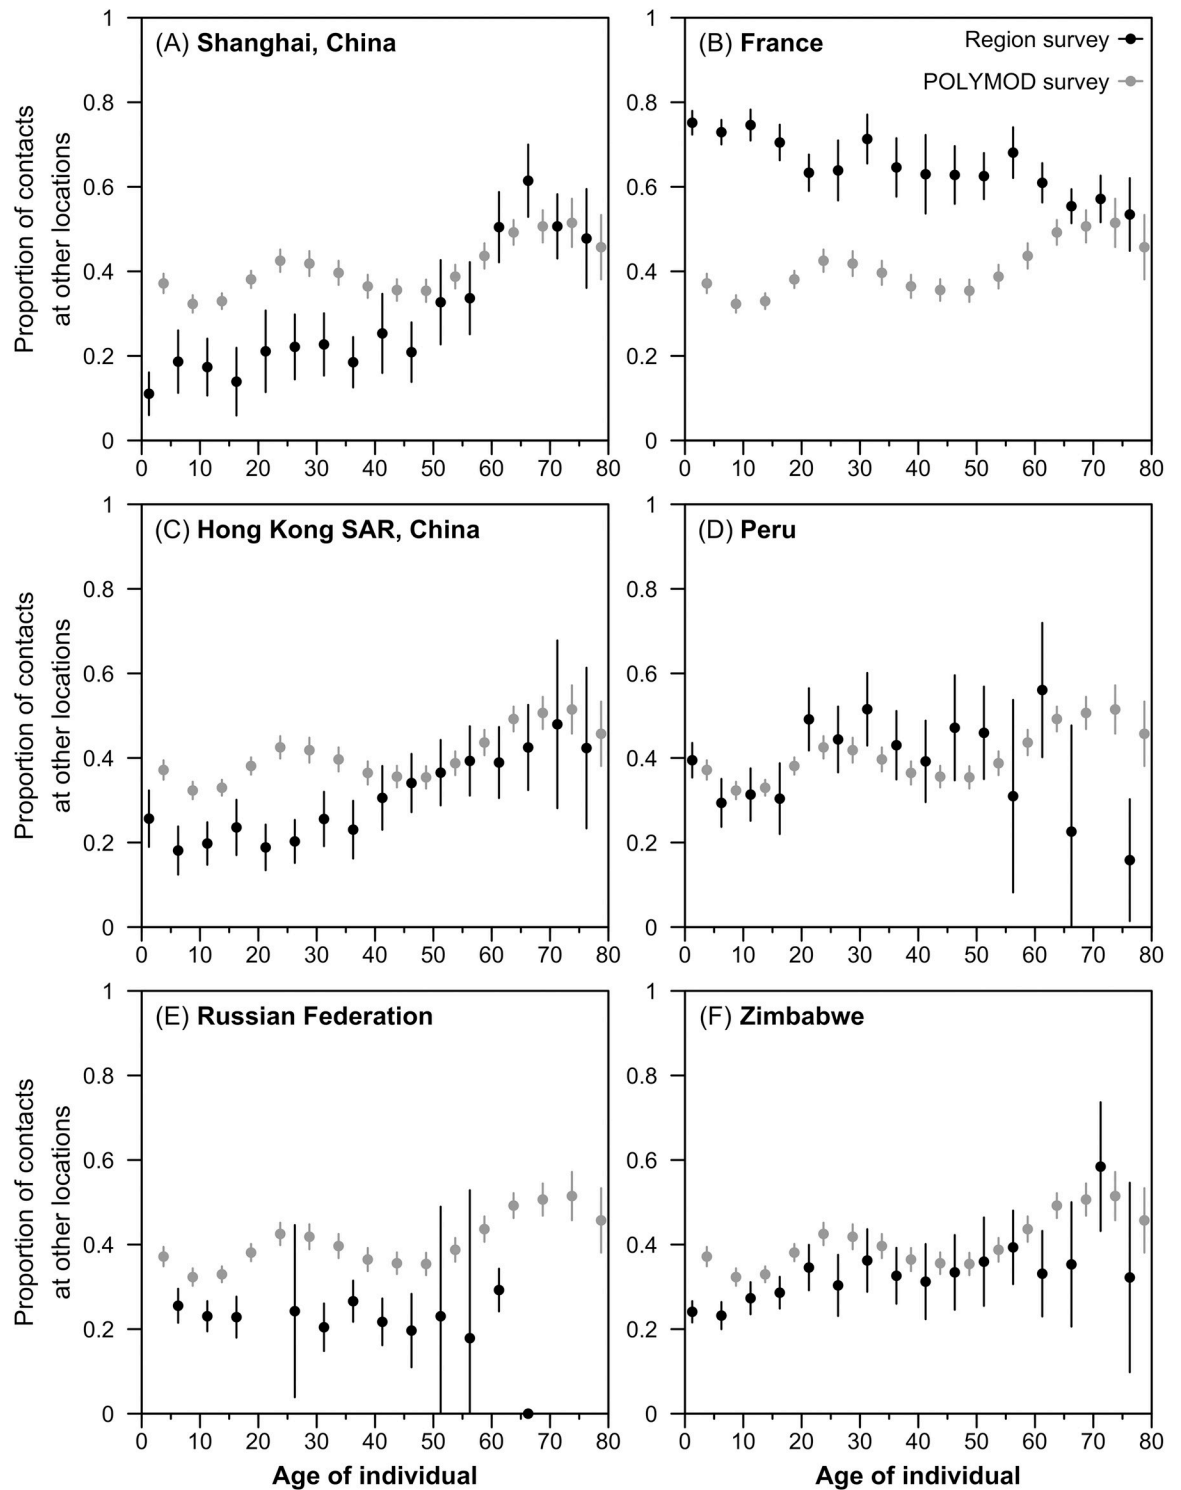 (A) Shanghai, China
Proportion of contacts
at other locations
1
0.8
0.6
0.4
0.2
0
0 10 20 30 40 50 60 70 80
(B) France
Region survey
POLYMOD survey
1
0.8
0.6
0.4
0.2
0
0 10 20 30 40 50 60 70 80
(C) Hong Kong SAR, China
Proportion of contacts
at other locations
1
0.8
0.6
0.4
0.2
0
0 10 20 30 40 50 60 70 80
(D) Peru
1
0.8
0.6
0.4
0.2
0
0 10 20 30 40 50 60 70 80
(E) Russian Federation
Proportion of contacts
at other locations
1
0.8
0.6
0.4
0.2
0
0 10 20 30 40 50 60 70 80
Age of individual
(F) Zimbabwe
1
0.8
0.6
0.4
0.2
0
0 10 20 30 40 50 60 70 80
Age of individual